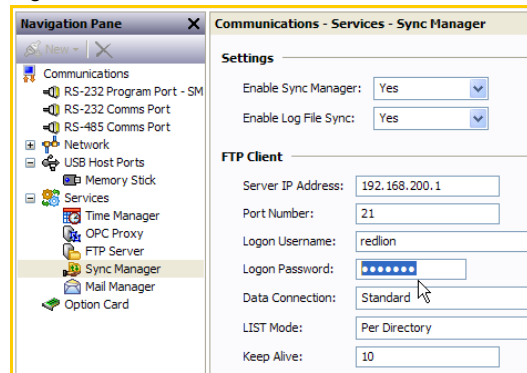 Navigation Pane X
New
Communications
RS-232 Program Port - SM
RS-232 Comms Port
RS-485 Comms Port
Network
USB Host Ports
Memory Stick
Services
Time Manager
OPC Proxy
FTP Server
Sync Manager
Mail Manager
Option Card
Communications - Services - Sync Manager
Settings
Enable Sync Manager: Yes
Enable Log File Sync: Yes
FTP Client
Server IP Address: 192.168.200.1
Port Number: 21
Logon Username: redlion
Logon Password: ●●●●●●●
Data Connection: Standard
LIST Mode: Per Directory
Keep Alive: 10